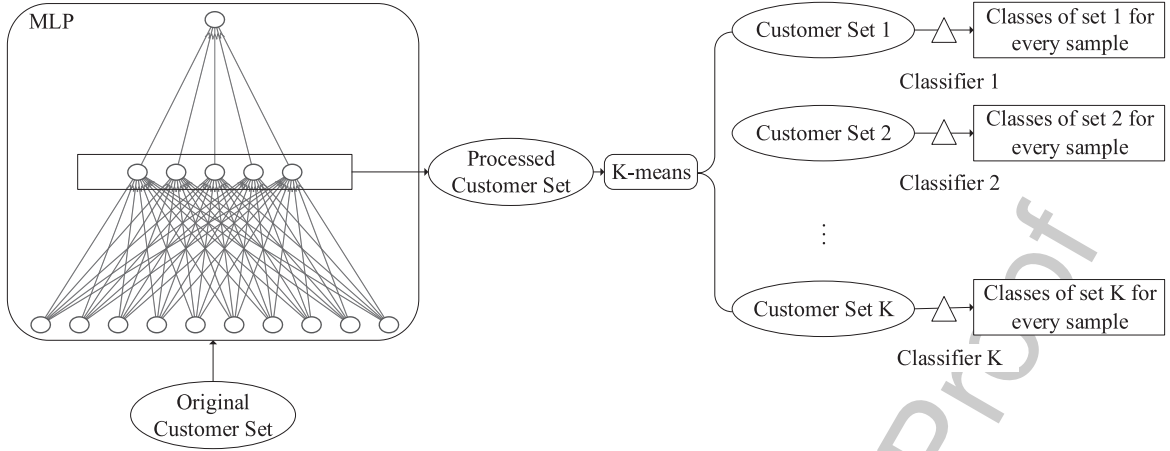 MLP
Original
Customer Set
Processed
Customer Set
K-means
Customer Set 1
Classifier 1
Classes of set 1 for
every sample
Customer Set 2
Classifier 2
Classes of set 2 for
every sample
⋮
Customer Set K
Classifier K
Classes of set K for
every sample
Proof